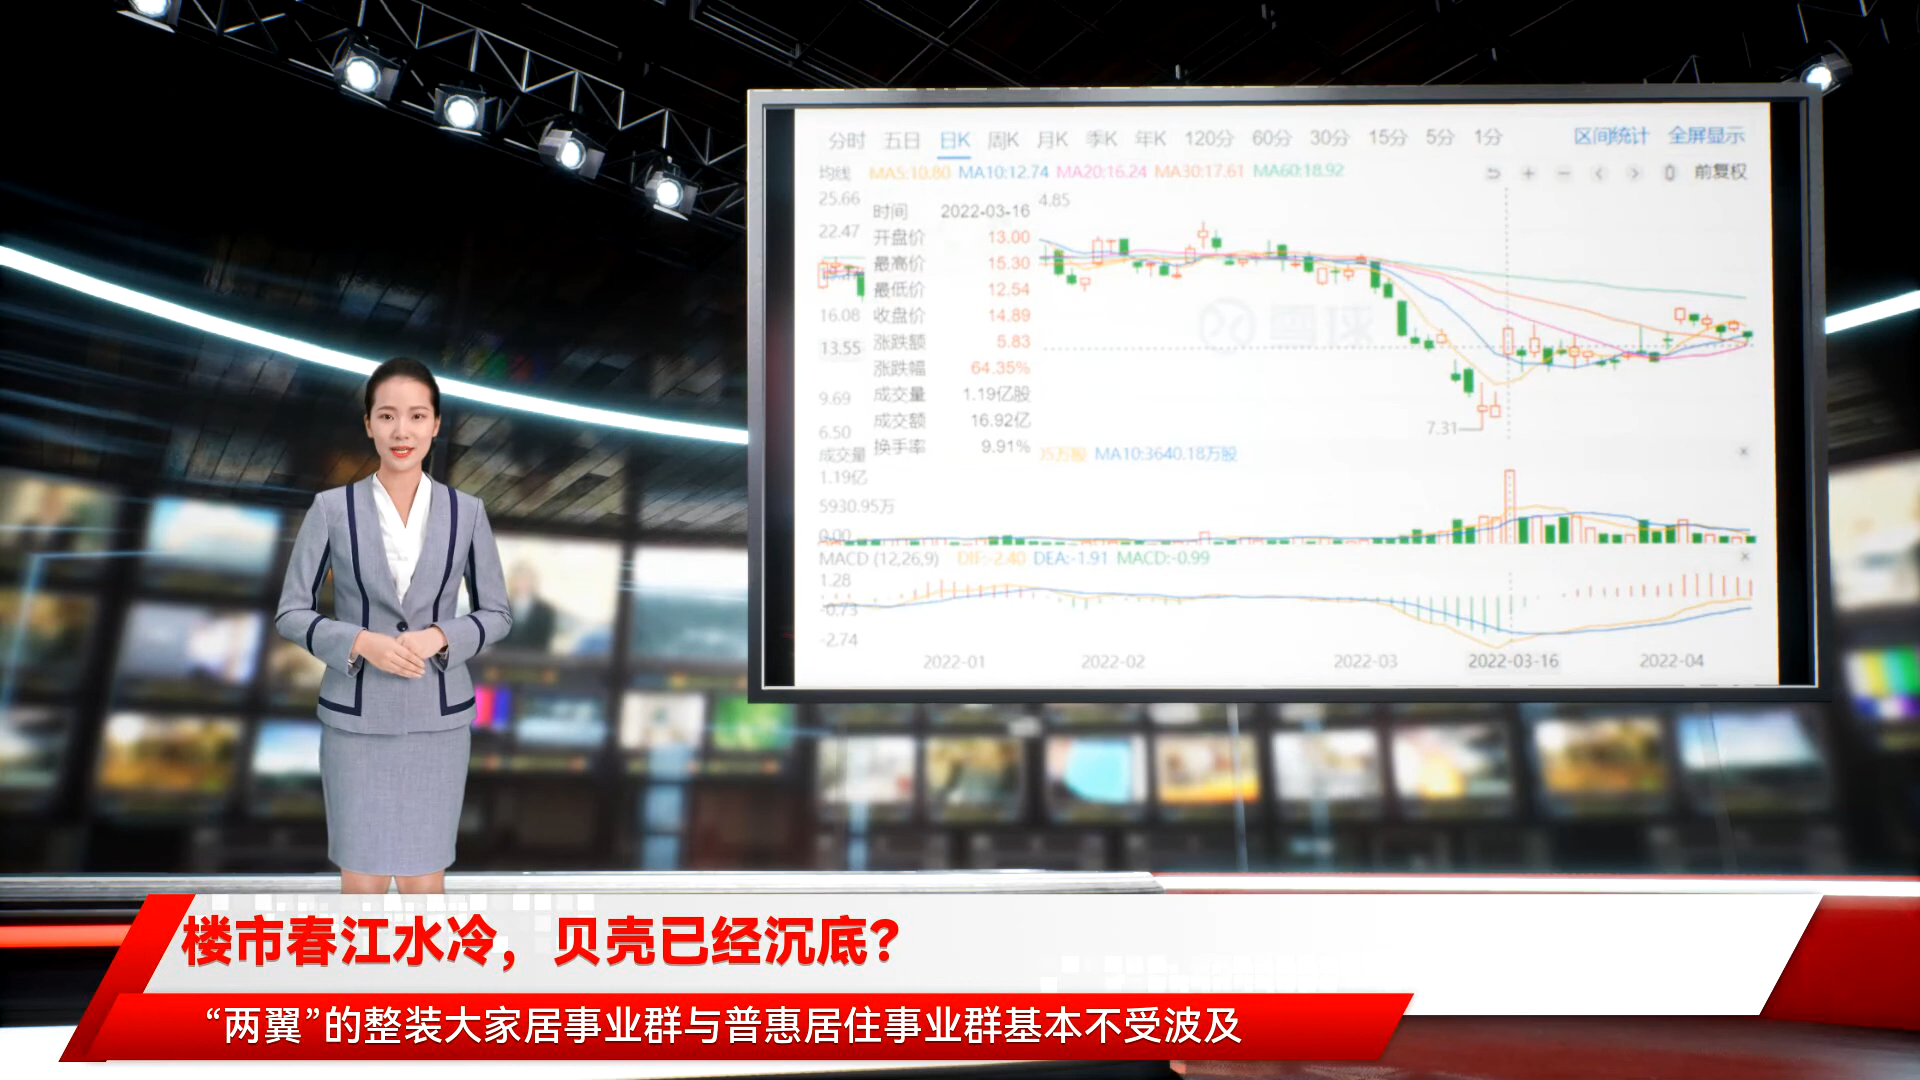 分时 五日 日K 周K 月K 季K 年K 120分 60分 30分 15分 5分 1分 区间统计 全屏显示
均线 MA5:10.80 MA10:12.74 MA20:16.24 MA30:17.61 MA60:18.92 前复权
25.66
22.47
16.08
13.55
9.69
6.50
时间 2022-03-16
开盘价 13.00
最高价 15.30
最低价 12.54
收盘价 14.89
涨跌额 5.83
涨跌幅 64.35%
成交量 1.19亿股
成交额 16.92亿
换手率 9.91%
4.85
雪球
7.31
成交量 05万股 MA10:3640.18万股
1.19亿
5930.95万
0.00
MACD (12,26,9) DIF:-2.40 DEA:-1.91 MACD:-0.99
1.28
-0.73
-2.74
2022-01 2022-02 2022-03 2022-03-16 2022-04
楼市春江水冷，贝壳已经沉底？
“两翼”的整装大家居事业群与普惠居住事业群基本不受波及